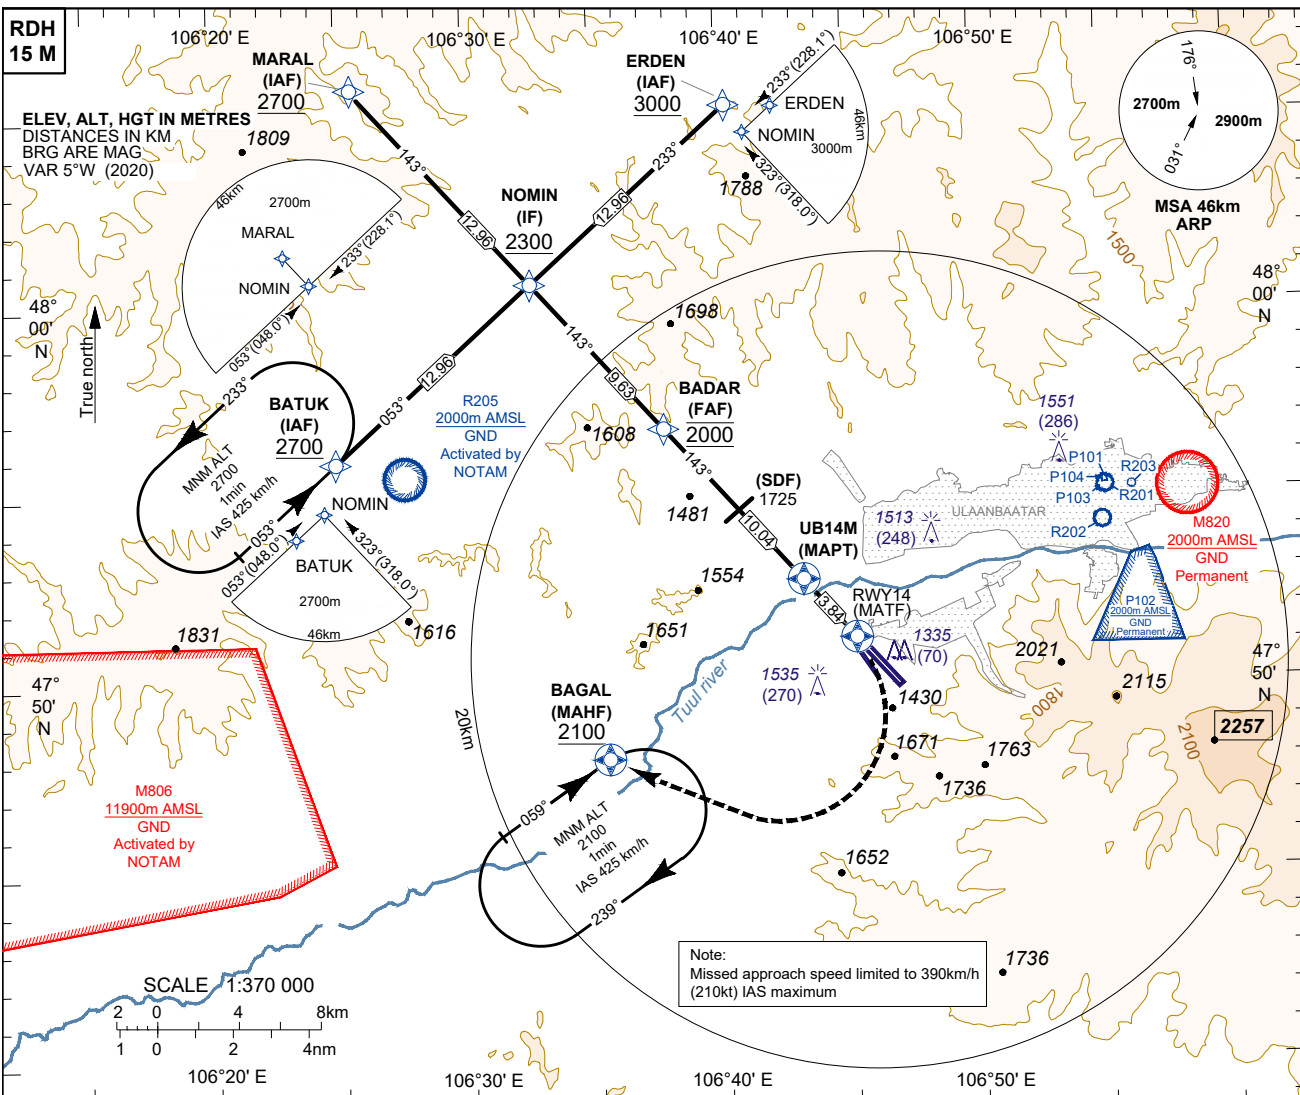 RDH
15 M
106°20' E
106°30' E
106°40' E
106°50' E
MARAL
(IAF)
2700
ERDEN
(IAF)
3000
233°(228.1°)
ERDEN
NOMIN
46km
3000m
323°(318.0°)
176°
2700m
2900m
031°
MSA 46km
ARP
ELEV, ALT, HGT IN METRES
DISTANCES IN KM
BRG ARE MAG
VAR 5°W (2020)
1809
143°
233°
12.96
12.96
1788
NOMIN
(IF)
2300
46km
2700m
MARAL
NOMIN
233°(228.1°)
053°(048.0°)
1500
48°
00'
N
48°
00'
N
True north
1698
143°
9.63
12.96
053°
233°
BATUK
(IAF)
2700
R205
2000m AMSL
GND
Activated by
NOTAM
BADAR
(FAF)
2000
1608
1551
(286)
MNM ALT
2700
1min
IAS 425 km/h
053°
143°
(SDF)
1725
1481
10.04
P101
P104
P103
R203
R201
R202
ULAANBAATAR
1513
(248)
M820
2000m AMSL
GND
Permanent
NOMIN
BATUK
053°(048.0°)
323°(318.0°)
2700m
46km
UB14M
(MAPT)
1554
3.84
RWY14
(MATF)
P102
2000m AMSL
GND
Permanent
1616
1831
1651
1335
(70)
2021
47°
50'
N
47°
50'
N
1535
(270)
BAGAL
(MAHF)
2100
Tuul river
20km
1430
1800
2115
2100
2257
1671
1763
1736
M806
11900m AMSL
GND
Activated by
NOTAM
059°
MNM ALT
2100
1min
IAS 425 km/h
239°
1652
Note:
Missed approach speed limited to 390km/h
(210kt) IAS maximum
1736
SCALE 1:370 000
2 0 4 8km
1 0 2 4nm
106°20' E
106°30' E
106°40' E
106°50' E